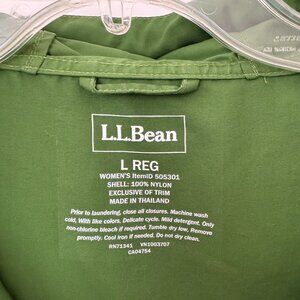 L.L.Bean
L REG
WOMEN'S ItemID 505301
SHELL: 100% NYLON
EXCLUSIVE OF TRIM
MADE IN THAILAND
Prior to laundering, close all closures. Machine wash
cold, With like colors. Delicate cycle. Mild detergent. Only
non-chlorine bleach if required. Tumble dry low, Remove
promptly. Cool iron if needed. Do not dry clean.
RN71341 VN1003707
CA04754